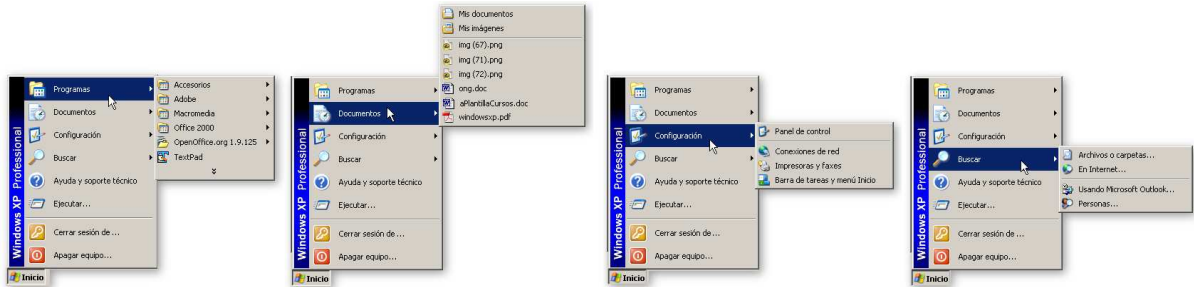 Programas
Documentos
Configuración
Buscar
Ayuda y soporte técnico
Ejecutar...
Cerrar sesión de ...
Apagar equipo...
Windows XP Professional
Inicio
Accesorios
Adobe
Macromedia
Office 2000
OpenOffice.org 1.9.125
TextPad
Mis documentos
Mis imágenes
img (67).png
img (71).png
img (72).png
ong.doc
aPlantillaCursos.doc
windowsxp.pdf
Programas
Documentos
Configuración
Buscar
Ayuda y soporte técnico
Ejecutar...
Cerrar sesión de ...
Apagar equipo...
Windows XP Professional
Inicio
Programas
Documentos
Configuración
Buscar
Ayuda y soporte técnico
Ejecutar...
Cerrar sesión de ...
Apagar equipo...
Windows XP Professional
Inicio
Panel de control
Conexiones de red
Impresoras y faxes
Barra de tareas y menú Inicio
Programas
Documentos
Configuración
Buscar
Ayuda y soporte técnico
Ejecutar...
Cerrar sesión de ...
Apagar equipo...
Windows XP Professional
Inicio
Archivos o carpetas...
En Internet...
Usando Microsoft Outlook...
Personas...